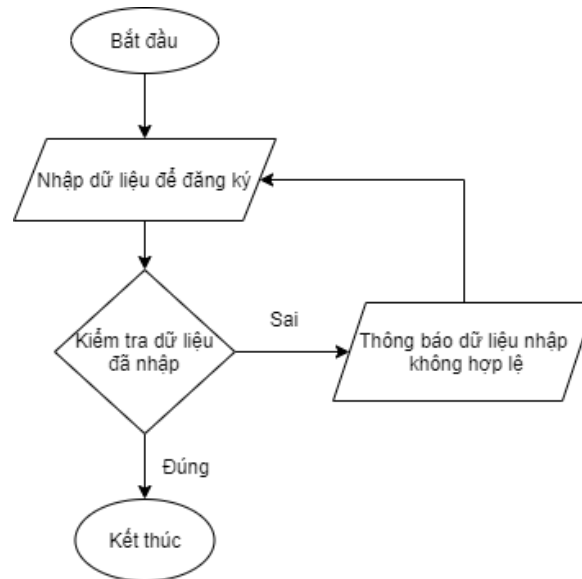 Bắt đầu
Nhập dữ liệu để đăng ký
Kiểm tra dữ liệu
đã nhập
Sai
Thông báo dữ liệu nhập
không hợp lệ
Đúng
Kết thúc